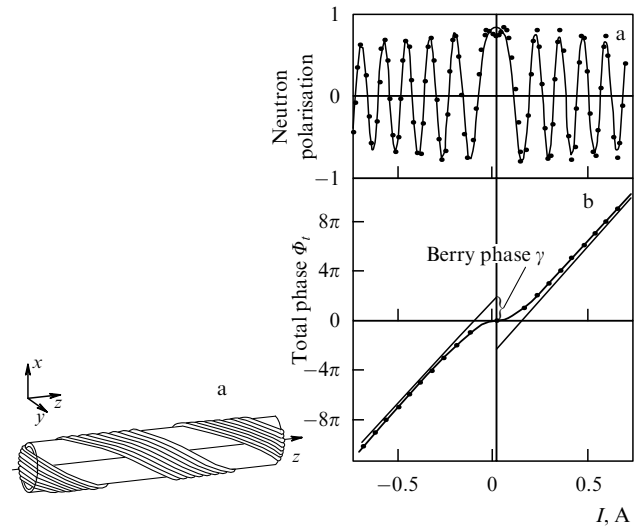 x
y
z
a
z
Neutron
polarisation
1
0
−1
a
Total phase Φt
8π
4π
0
−4π
−8π
b
Berry phase γ
−0.5
0
0.5
I, A